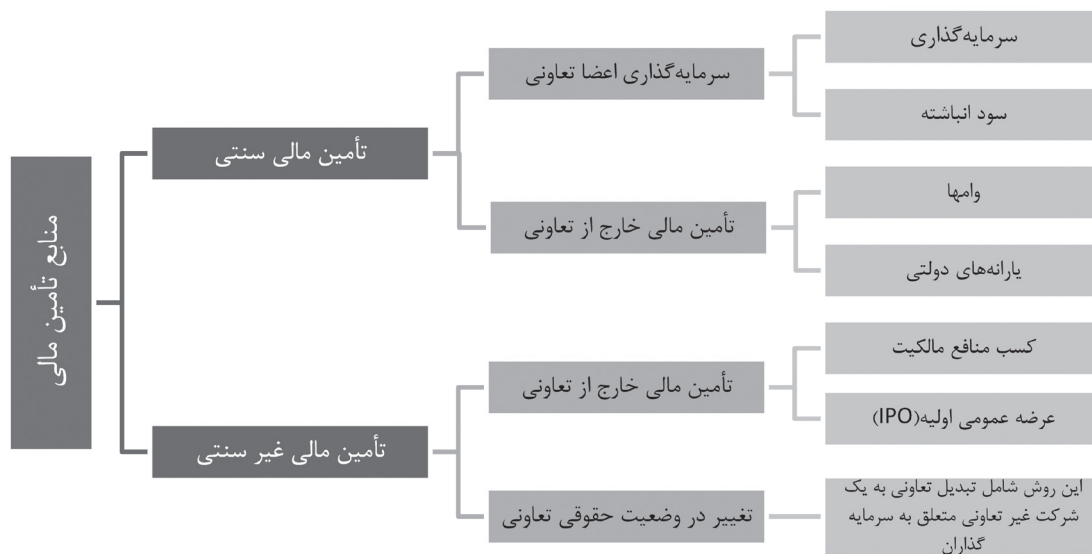 منابع تأمین مالی
تأمین مالی سنتی
سرمایه‌گذاری اعضا تعاونی
سرمایه‌گذاری
سود انباشته
تأمین مالی خارج از تعاونی
وامها
یارانه‌های دولتی
تأمین مالی غیر سنتی
تأمین مالی خارج از تعاونی
کسب منافع مالکیت
عرضه عمومی اولیه(IPO)
تغییر در وضعیت حقوقی تعاونی
این روش شامل تبدیل تعاونی به یک
شرکت غیر تعاونی متعلق به سرمایه
گذاران